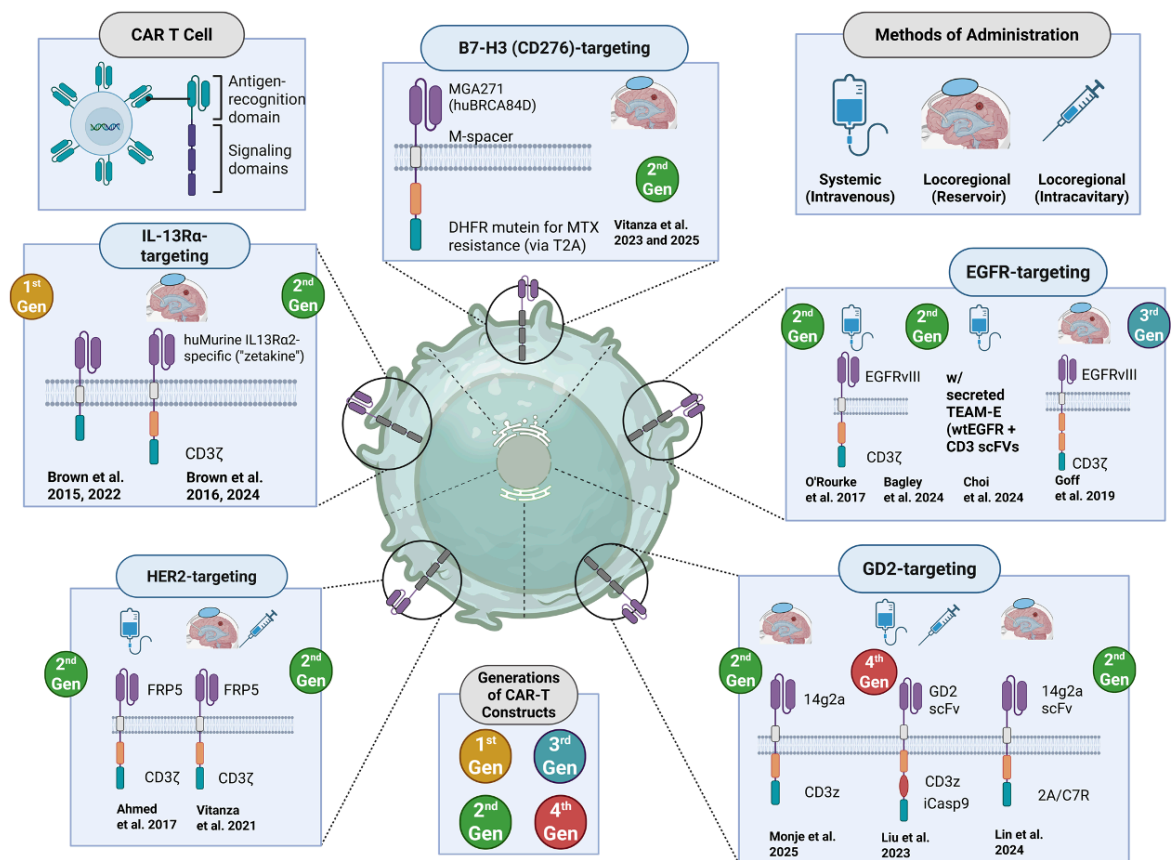 CAR T Cell
Antigen-
recognition
domain
Signaling
domains
B7-H3 (CD276)-targeting
MGA271
(huBRCA84D)
M-spacer
2nd
Gen
DHFR mutein for MTX
resistance (via T2A)
Vitanza et al.
2023 and 2025
Methods of Administration
Systemic
(Intravenous)
Locoregional
(Reservoir)
Locoregional
(Intracavitary)
IL-13Rα-
targeting
1st
Gen
2nd
Gen
huMurine IL13Rα2-
specific ("zetakine")
CD3ζ
Brown et al.
2015, 2022
Brown et al.
2016, 2024
EGFR-targeting
2nd
Gen
2nd
Gen
3rd
Gen
EGFRvIII
w/
secreted
TEAM-E
(wtEGFR +
CD3 scFVs
EGFRvIII
CD3ζ
CD3ζ
O'Rourke
et al. 2017
Bagley
et al. 2024
Choi
et al. 2024
Goff
et al. 2019
HER2-targeting
2nd
Gen
2nd
Gen
FRP5
FRP5
CD3ζ
CD3ζ
Ahmed
et al. 2017
Vitanza
et al. 2021
Generations
of CAR-T
Constructs
1st
Gen
3rd
Gen
2nd
Gen
4th
Gen
GD2-targeting
2nd
Gen
4th
Gen
2nd
Gen
14g2a
GD2
scFv
14g2a
scFv
CD3z
CD3z
iCasp9
2A/C7R
Monje et al.
2025
Liu et al.
2023
Lin et al.
2024